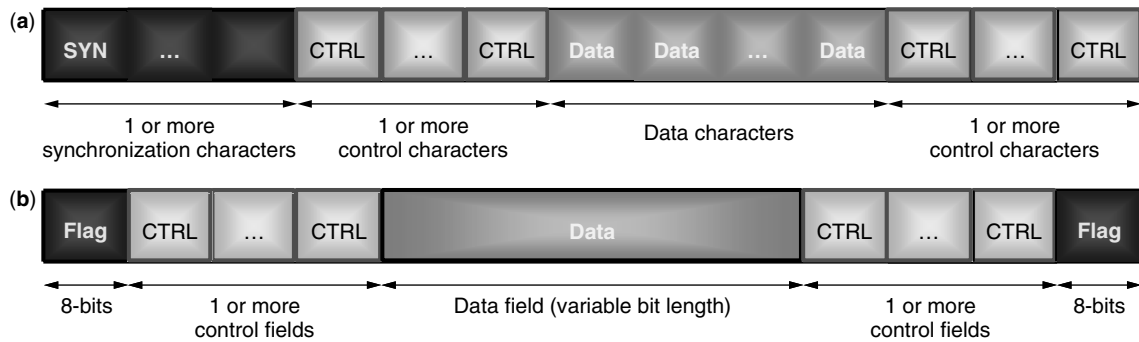 (a) SYN ... CTRL ... CTRL Data Data ... Data CTRL ... CTRL
1 or more 1 or more Data characters 1 or more
synchronization characters control characters control characters
(b) Flag CTRL ... CTRL Data CTRL ... CTRL Flag
8-bits 1 or more Data field (variable bit length) 1 or more 8-bits
control fields control fields